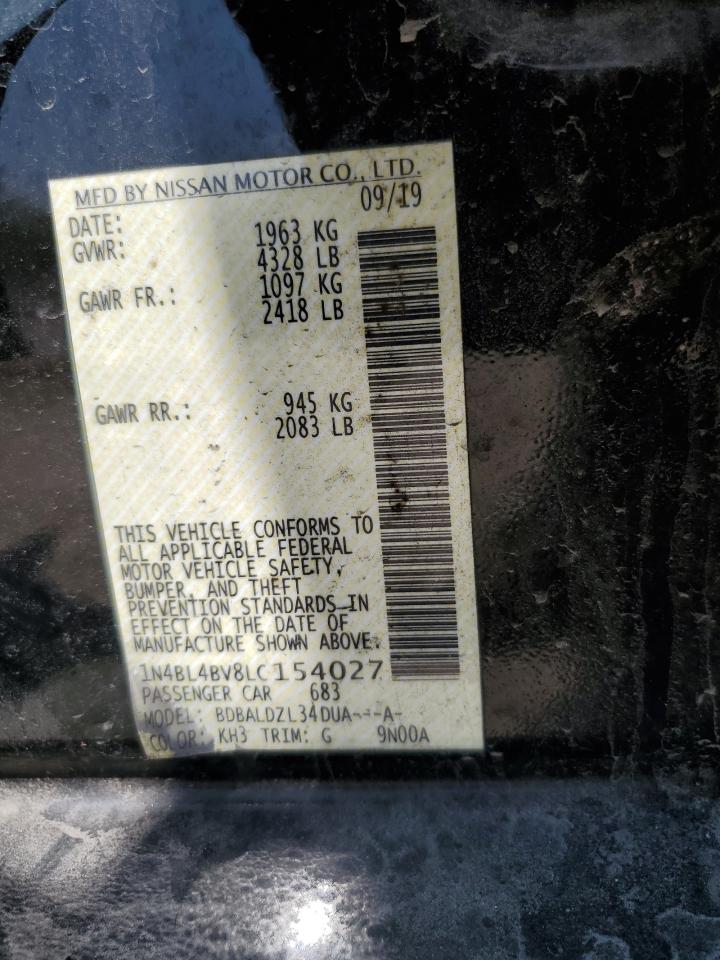 MFD BY NISSAN MOTOR CO., LTD.
DATE: 09/19
GVWR: 1963 KG
4328 LB
GAWR FR.: 1097 KG
2418 LB
GAWR RR.: 945 KG
2083 LB
THIS VEHICLE CONFORMS TO
ALL APPLICABLE FEDERAL
MOTOR VEHICLE SAFETY,
BUMPER, AND THEFT
PREVENTION STANDARDS IN
EFFECT ON THE DATE OF
MANUFACTURE SHOWN ABOVE.
1N4BL4BV8LC154027
PASSENGER CAR 683
MODEL: BDBALDZL34DUA---A-
COLOR: KH3 TRIM: G 9N00A